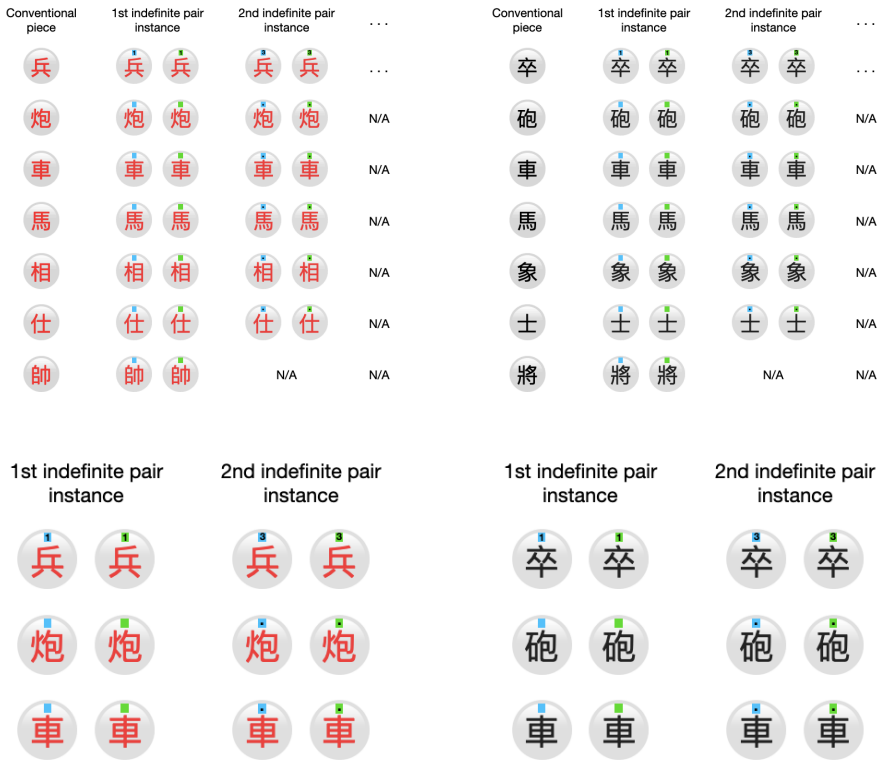 Conventional piece 1st indefinite pair instance 2nd indefinite pair instance . . .
兵 1 兵 1 兵 3 兵 3 兵 . . .
炮 炮 炮 炮 炮 N/A
車 車 車 車 車 N/A
馬 馬 馬 馬 馬 N/A
相 相 相 相 相 N/A
仕 仕 仕 仕 仕 N/A
帥 帥 帥 N/A N/A
Conventional piece 1st indefinite pair instance 2nd indefinite pair instance . . .
卒 1 卒 1 卒 3 卒 3 卒 . . .
砲 砲 砲 砲 砲 N/A
車 車 車 車 車 N/A
馬 馬 馬 馬 馬 N/A
象 象 象 象 象 N/A
士 士 士 士 士 N/A
將 將 將 N/A N/A
1st indefinite pair instance 2nd indefinite pair instance
1 兵 1 兵 3 兵 3 兵
炮 炮 炮 炮
車 車 車 車
1st indefinite pair instance 2nd indefinite pair instance
1 卒 1 卒 3 卒 3 卒
砲 砲 砲 砲
車 車 車 車